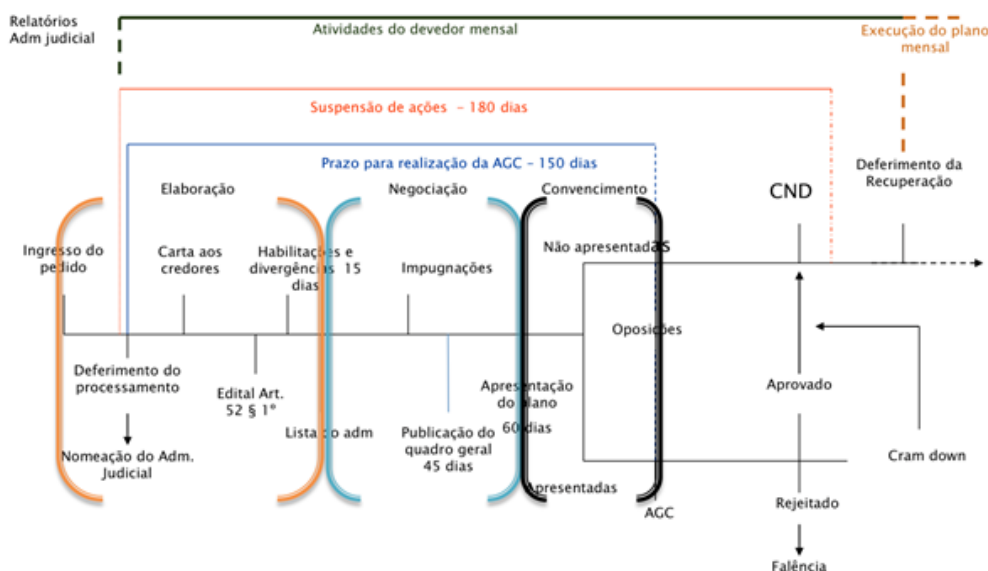 Relatórios
Adm judicial
Atividades do devedor mensal
Execução do plano
mensal
Suspensão de ações – 180 dias
Prazo para realização da AGC – 150 dias
Deferimento da
Recuperação
Elaboração
Negociação
Convencimento
CND
Ingresso do
pedido
Carta aos
credores
Habilitações e
divergências 15
dias
Impugnações
Não apresentadas
Oposições
Deferimento do
processamento
Edital Art.
52 § 1º
Apresentação
do plano
60 dias
Aprovado
Lista do adm
Publicação do
quadro geral
45 dias
Nomeação do Adm.
Judicial
Cram down
Apresentadas
AGC
Rejeitado
Falência